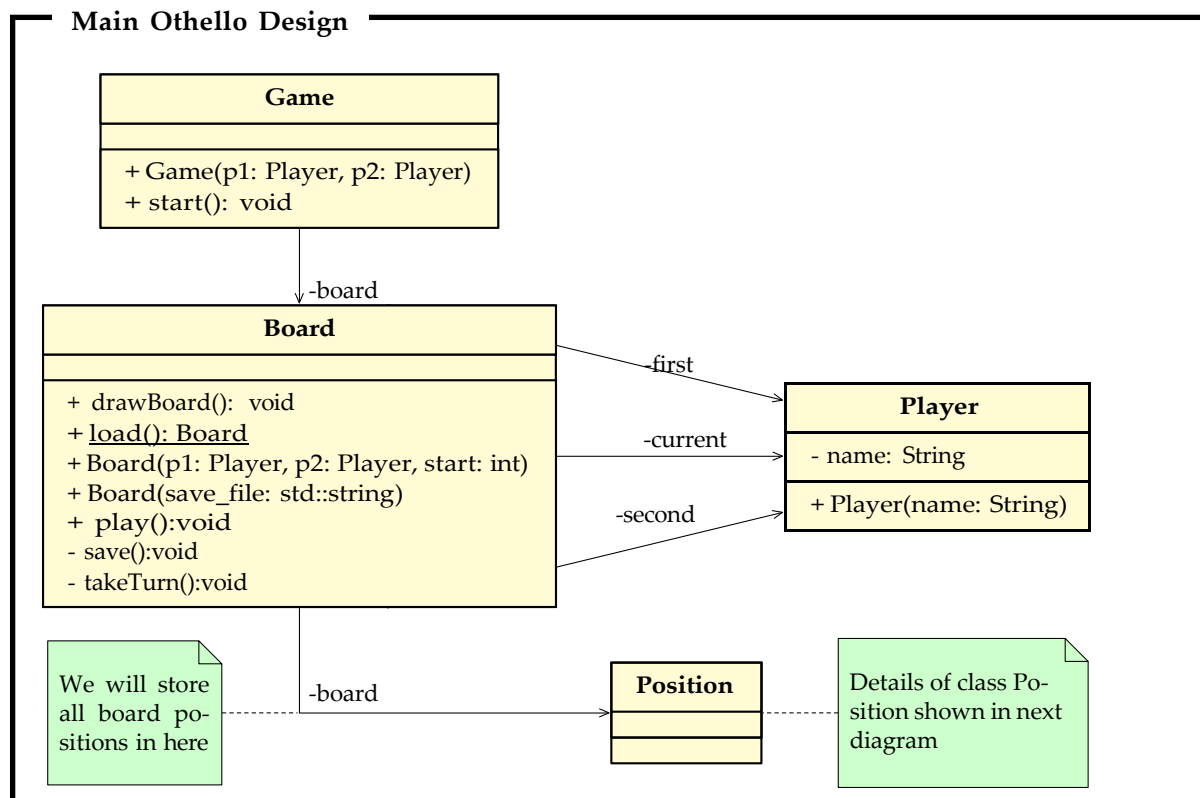 Main Othello Design
Game
+ Game(p1: Player, p2: Player)
+ start(): void
-board
Board
+ drawBoard(): void
+ load(): Board
+ Board(p1: Player, p2: Player, start: int)
+ Board(save_file: std::string)
+ play():void
- save():void
- takeTurn():void
-first
-current
-second
Player
- name: String
+ Player(name: String)
We will store
all board po-
sitions in here
-board
Position
Details of class Po-
sition shown in next
diagram